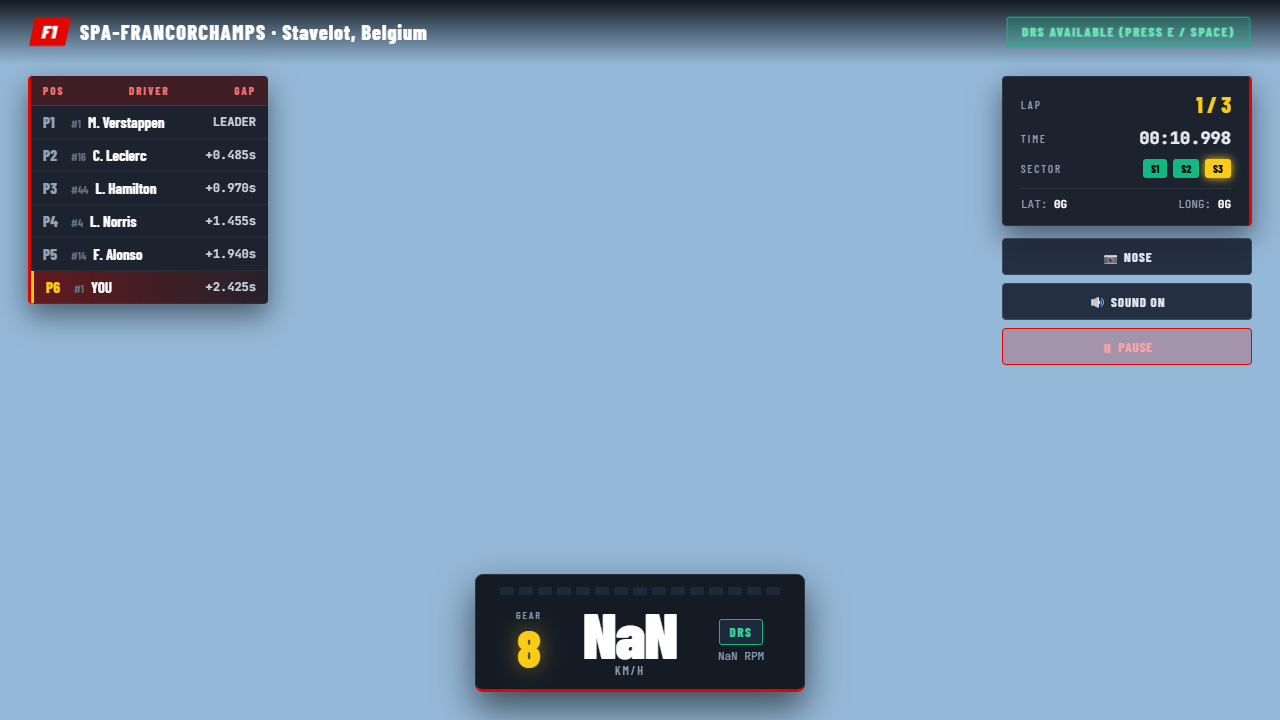 F1 SPA-FRANCORCHAMPS · Stavelot, Belgium
DRS AVAILABLE (PRESS E / SPACE)
POS DRIVER GAP
P1 #1 M. Verstappen LEADER
P2 #16 C. Leclerc +0.485s
P3 #44 L. Hamilton +0.970s
P4 #4 L. Norris +1.455s
P5 #14 F. Alonso +1.940s
P6 #1 YOU +2.425s
LAP 1 / 3
TIME 00:10.998
SECTOR S1 S2 S3
LAT: 0G LONG: 0G
NOSE
SOUND ON
PAUSE
GEAR
8
NaN
KM/H
DRS
NaN RPM